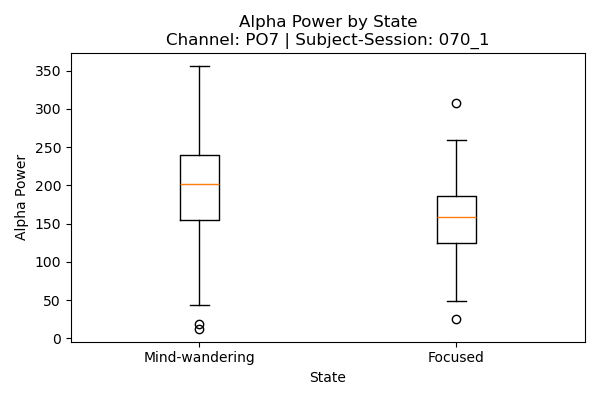 Alpha Power by State
Channel: PO7 | Subject-Session: 070_1
350
300
250
200
150
100
50
0
Alpha Power
Mind-wandering
Focused
State